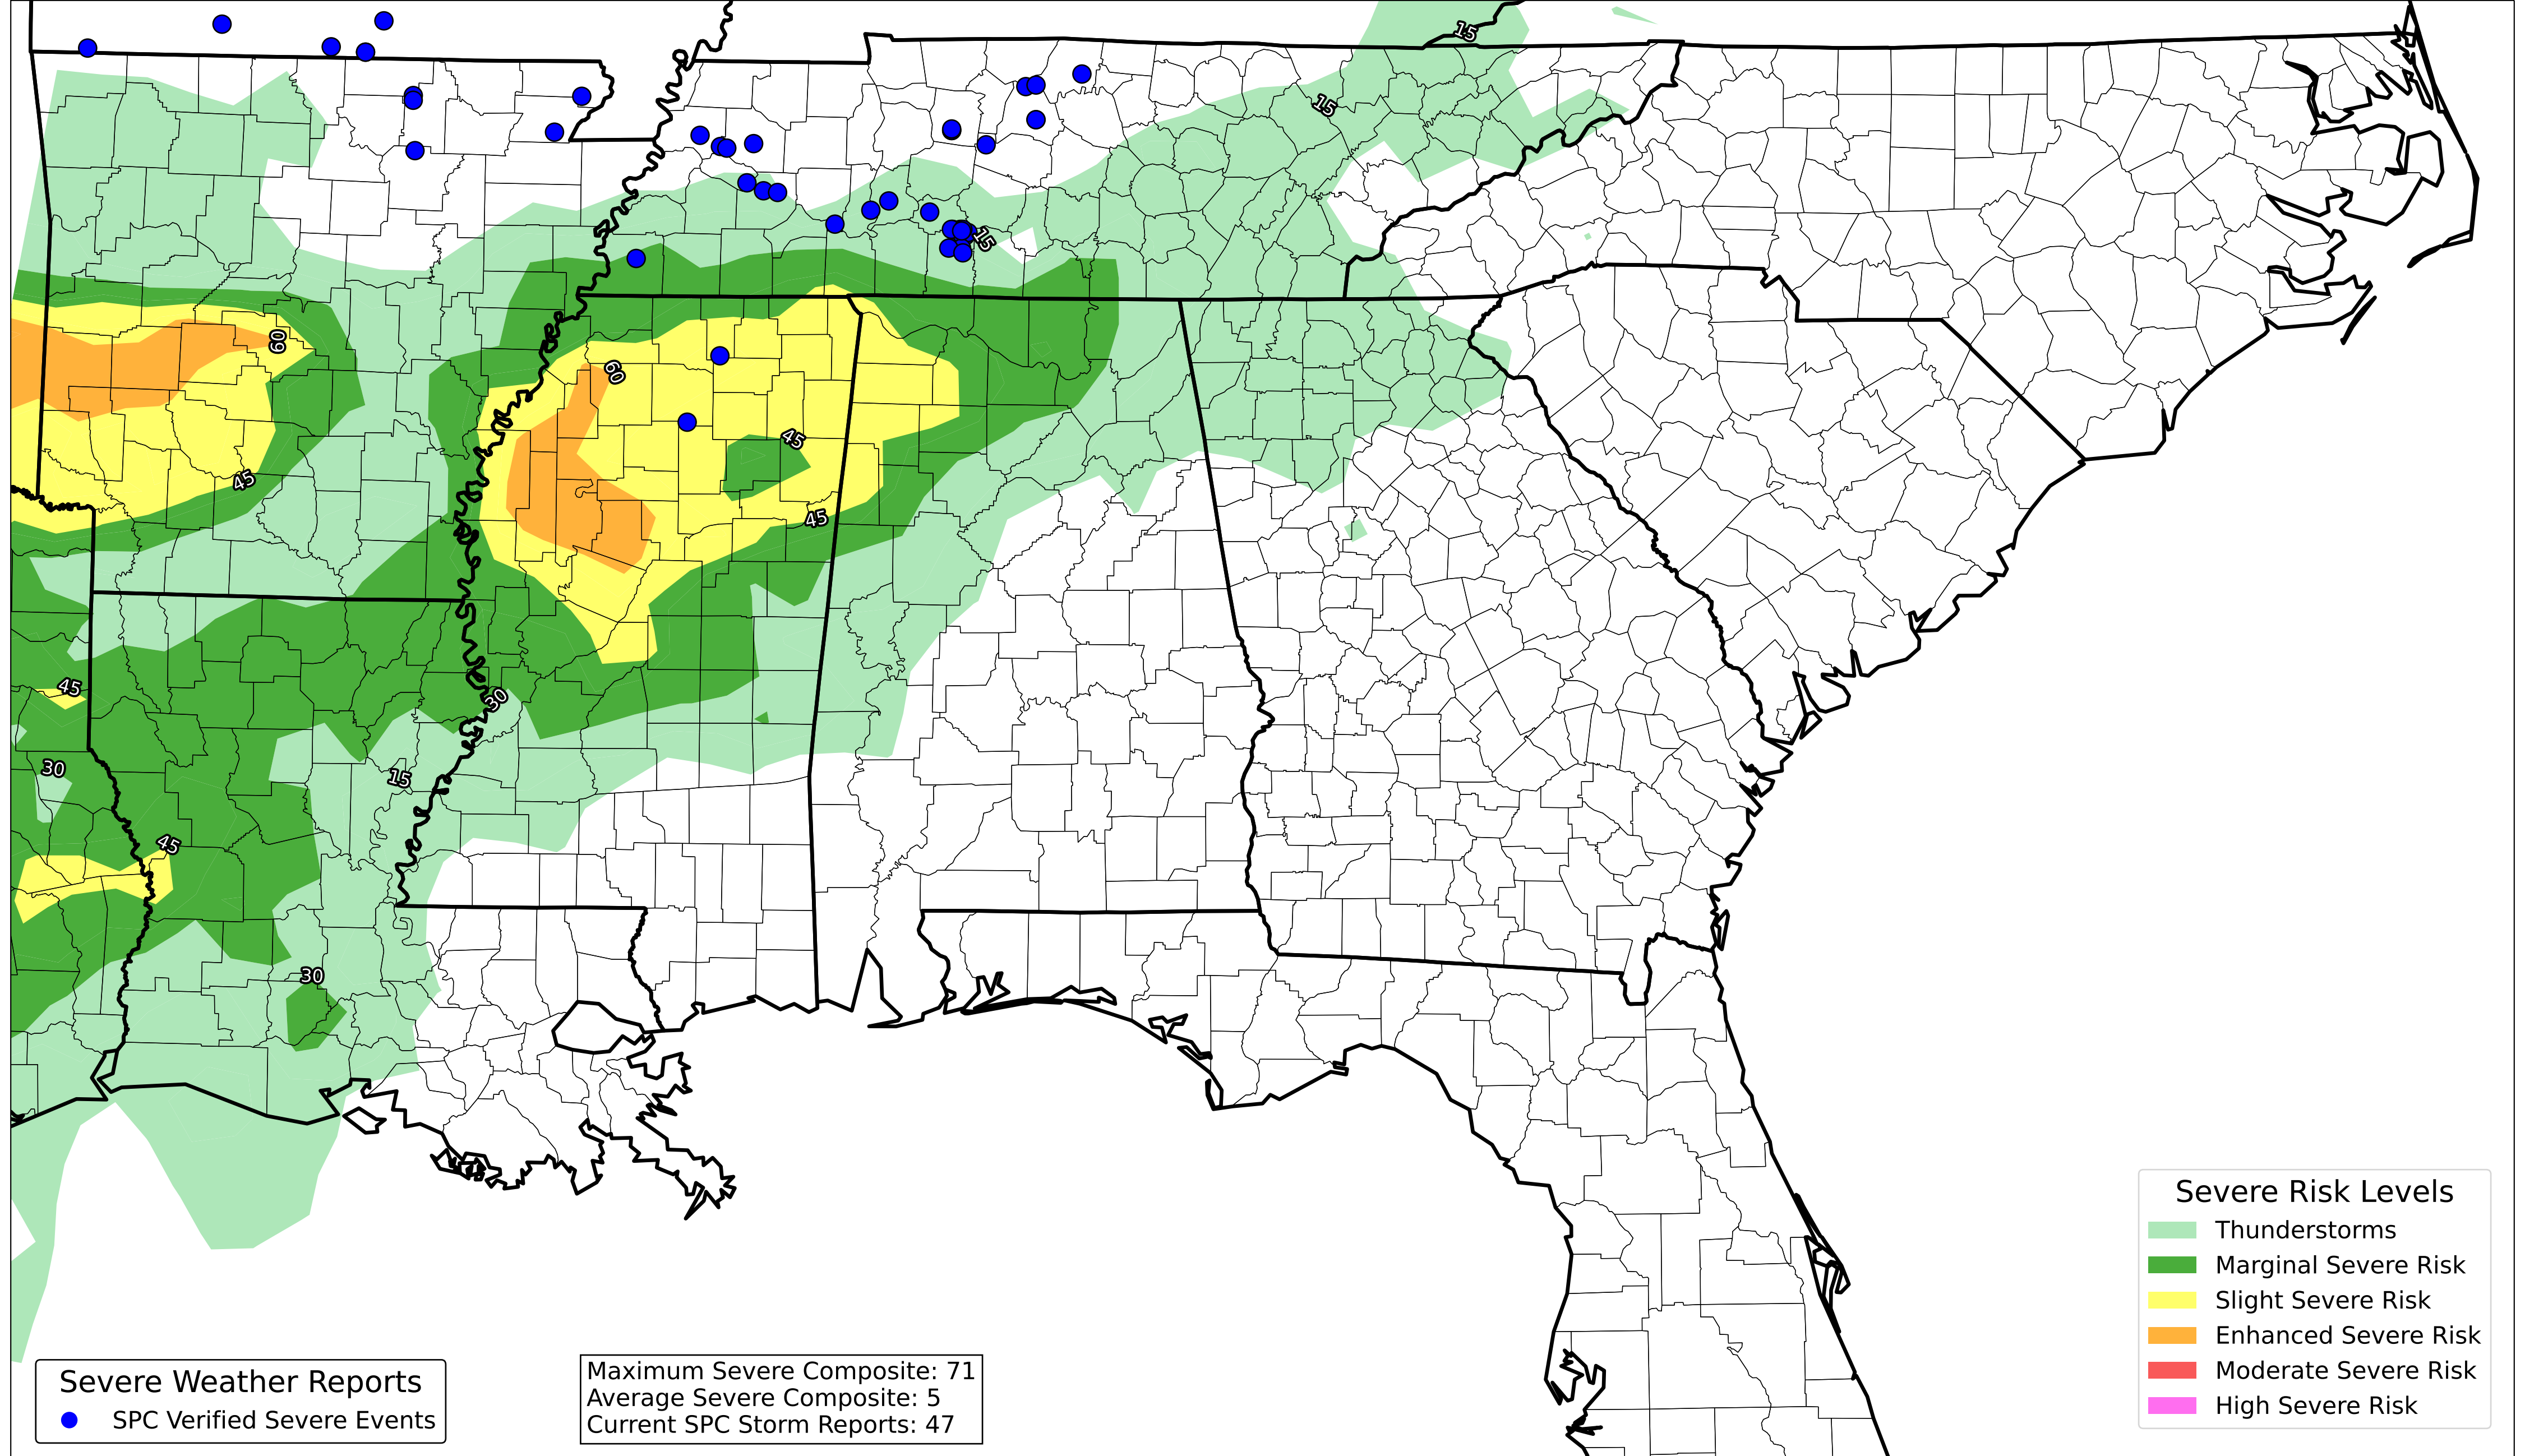 15
15
15
60
60
45
45
45
45
30
30
15
45
30
Severe Risk Levels
Thunderstorms
Marginal Severe Risk
Slight Severe Risk
Enhanced Severe Risk
Moderate Severe Risk
High Severe Risk
Severe Weather Reports
SPC Verified Severe Events
Maximum Severe Composite: 71
Average Severe Composite: 5
Current SPC Storm Reports: 47